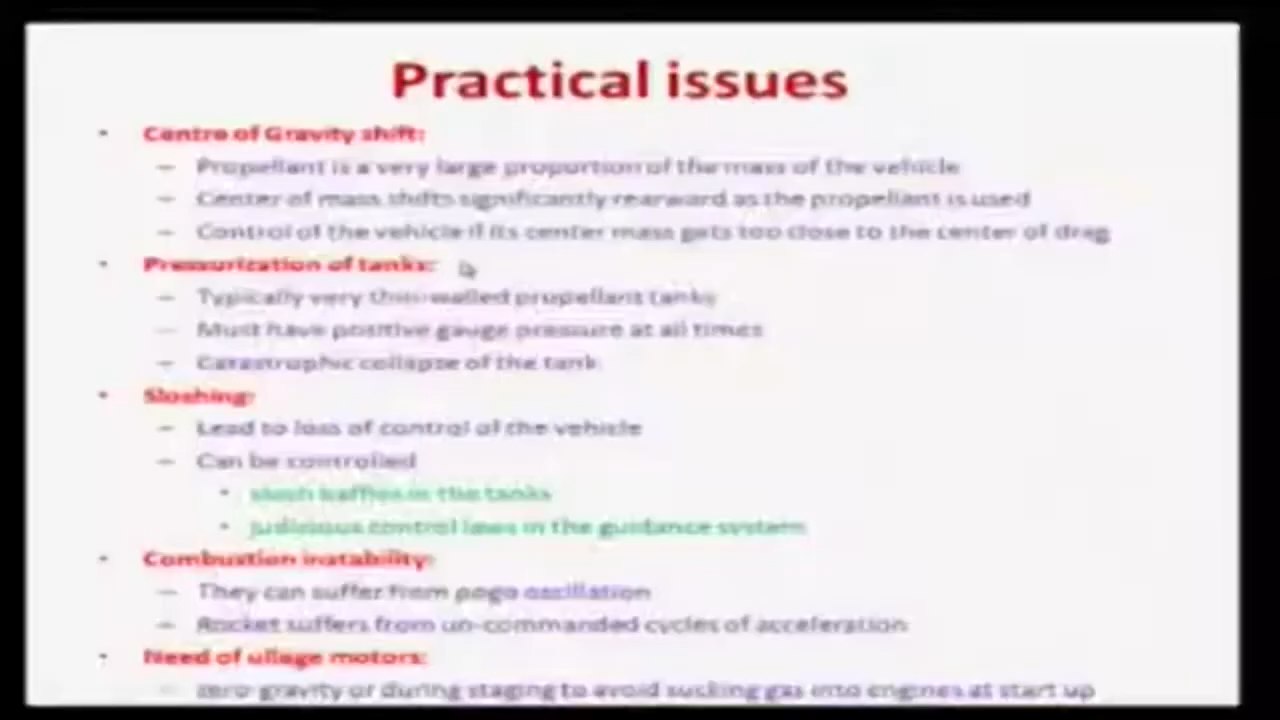 Practical issues
• Centre of Gravity shift:
– Propellant is a very large proportion of the mass of the vehicle
– Center of mass shifts significantly rearward as the propellant is used
– Control of the vehicle if its center mass gets too close to the center of drag
• Pressurization of tanks:
– Typically very thin-walled propellant tanks
– Must have positive gauge pressure at all times
– Catastrophic collapse of the tank
• Sloshing:
– Lead to loss of control of the vehicle
– Can be controlled
• slosh baffles in the tanks
• judicious control laws in the guidance system
• Combustion instability:
– They can suffer from pogo oscillation
– Rocket suffers from un-commanded cycles of acceleration
• Need of ullage motors:
– zero gravity or during staging to avoid sucking gas into engines at start up